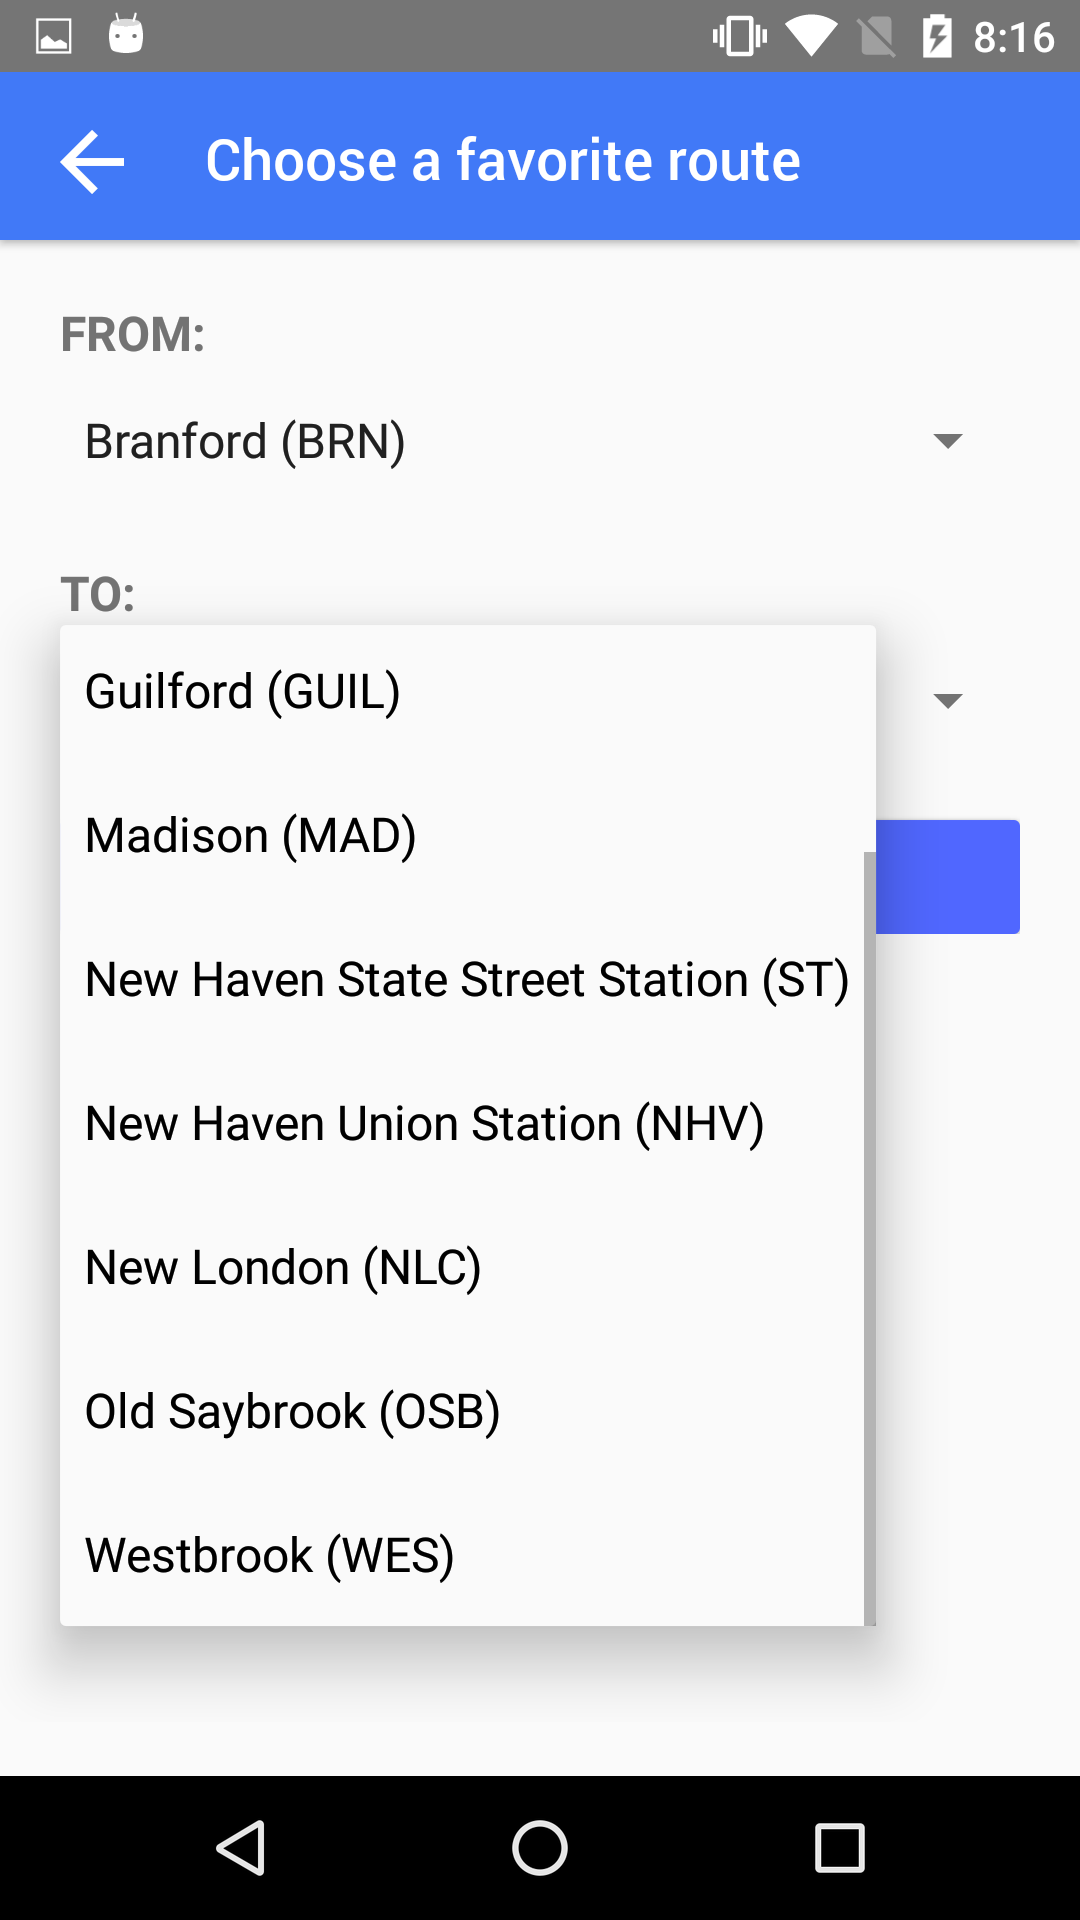 8:16
Choose a favorite route
FROM:
Branford (BRN)
TO:
Guilford (GUIL)
Madison (MAD)
New Haven State Street Station (ST)
New Haven Union Station (NHV)
New London (NLC)
Old Saybrook (OSB)
Westbrook (WES)